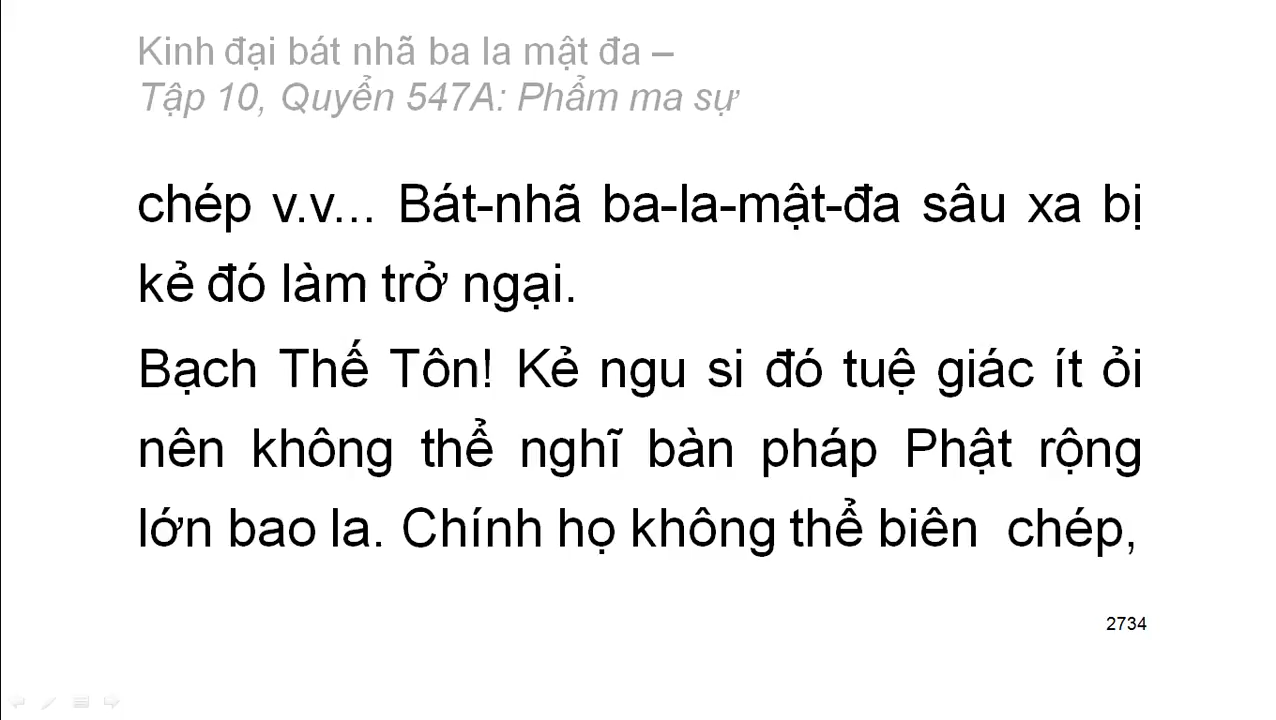 Kinh đại bát nhã ba la mật đa –
Tập 10, Quyển 547A: Phẩm ma sự
chép v.v... Bát-nhã ba-la-mật-đa sâu xa bị
kẻ đó làm trở ngại.
Bạch Thế Tôn! Kẻ ngu si đó tuệ giác ít ỏi
nên không thể nghĩ bàn pháp Phật rộng
lớn bao la. Chính họ không thể biên  chép,
2734